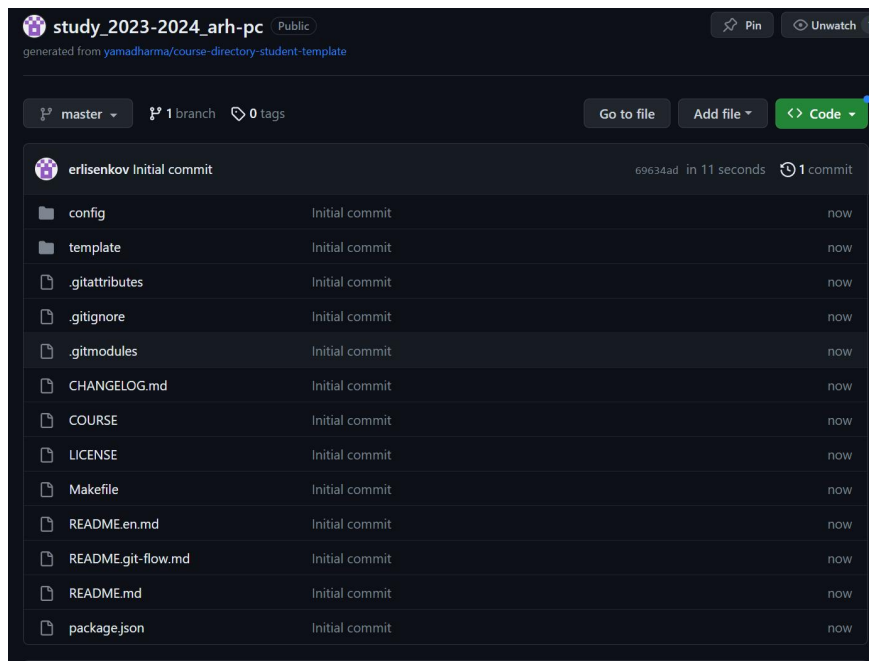 study_2023-2024_arh-pc Public Pin Unwatch
generated from yamadharma/course-directory-student-template
master 1 branch 0 tags Go to file Add file Code
erlisenkov Initial commit 69634ad in 11 seconds 1 commit
config Initial commit now
template Initial commit now
.gitattributes Initial commit now
.gitignore Initial commit now
.gitmodules Initial commit now
CHANGELOG.md Initial commit now
COURSE Initial commit now
LICENSE Initial commit now
Makefile Initial commit now
README.en.md Initial commit now
README.git-flow.md Initial commit now
README.md Initial commit now
package.json Initial commit now